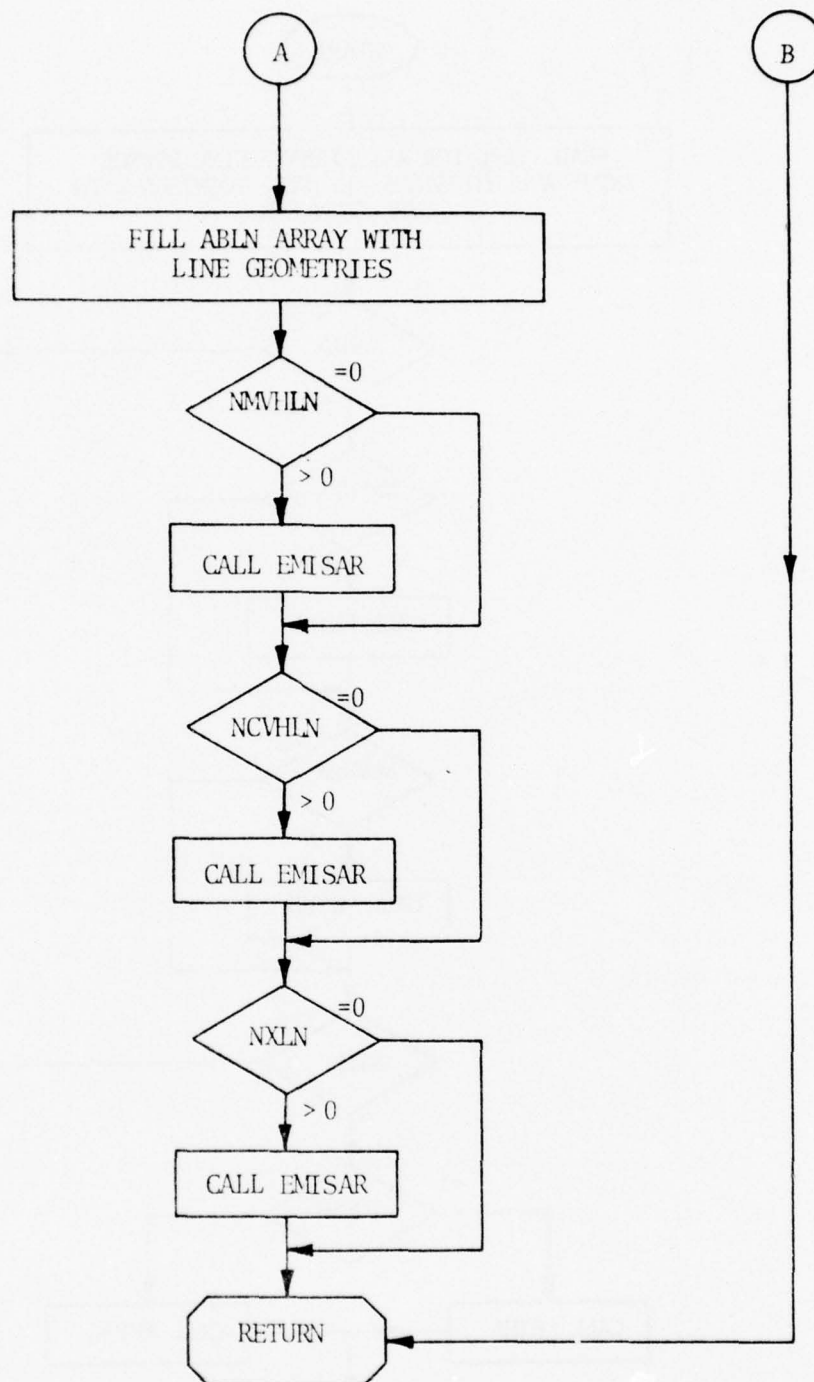 A
B
FILL ABLN ARRAY WITH
LINE GEOMETRIES
=0
NMVHLN
> 0
CALL EMISAR
=0
NCVHLN
> 0
CALL EMISAR
=0
NXLN
> 0
CALL EMISAR
RETURN